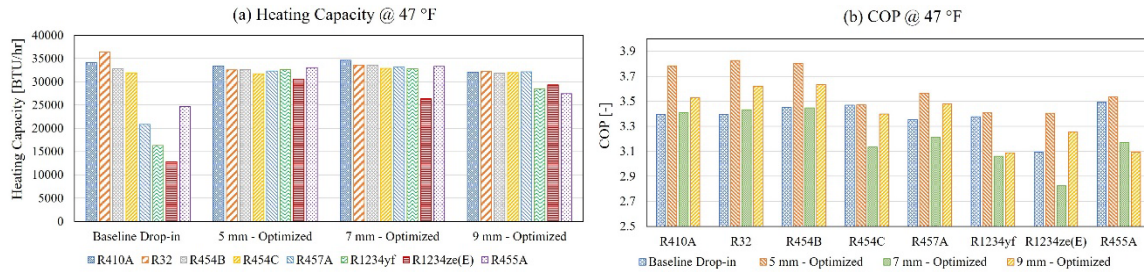 (a) Heating Capacity @ 47 °F
Heating Capacity [BTU/hr]
40000
35000
30000
25000
20000
15000
10000
5000
0
Baseline Drop-in 5 mm - Optimized 7 mm - Optimized 9 mm - Optimized
R410A R32 R454B R454C R457A R1234yf R1234ze(E) R455A
(b) COP @ 47 °F
COP [-]
3.9
3.7
3.5
3.3
3.1
2.9
2.7
2.5
R410A R32 R454B R454C R457A R1234yf R1234ze(E) R455A
Baseline Drop-in 5 mm - Optimized 7 mm - Optimized 9 mm - Optimized